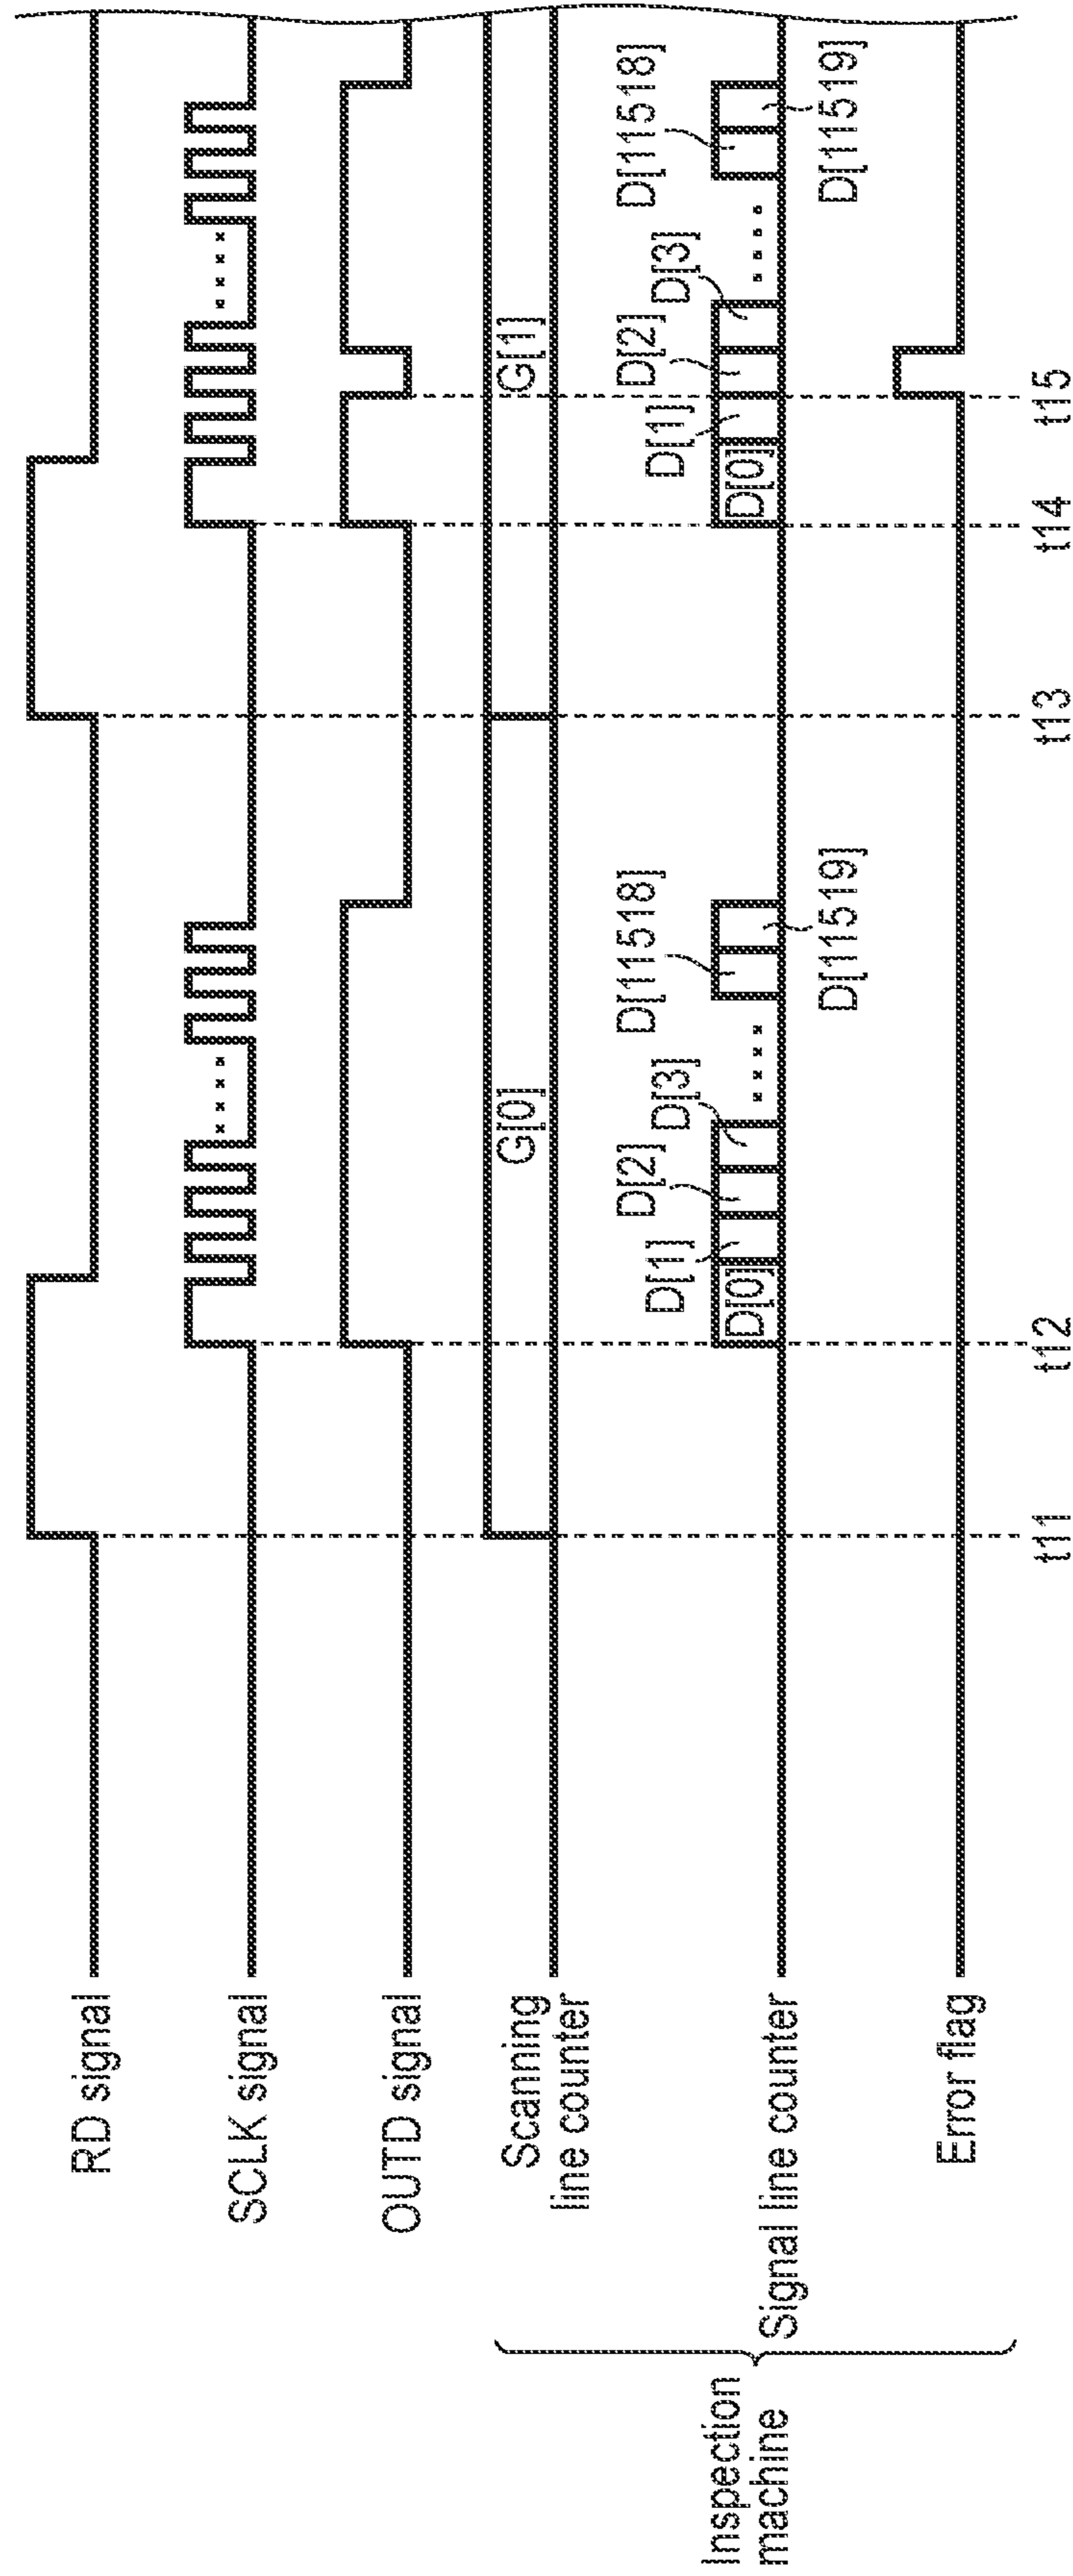 RD signal
SCLK signal
OUTD signal
Scanning
line counter
G[0]
G[1]
Inspection
machine
Signal line counter
D[0]
D[1]
D[2]
D[3]
D[11518]
D[11519]
D[0]
D[1]
D[2]
D[3]
D[11518]
D[11519]
Error flag
t11
t12
t13
t14
t15